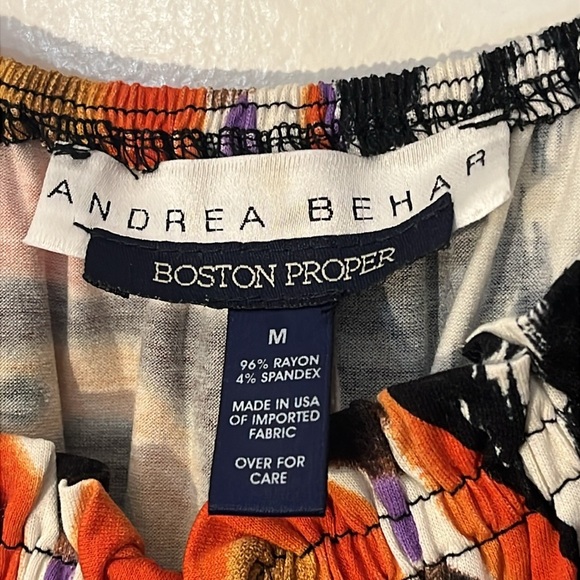 ANDREA BEHAR
BOSTON PROPER
M
96% RAYON
4% SPANDEX
MADE IN USA
OF IMPORTED
FABRIC
OVER FOR
CARE